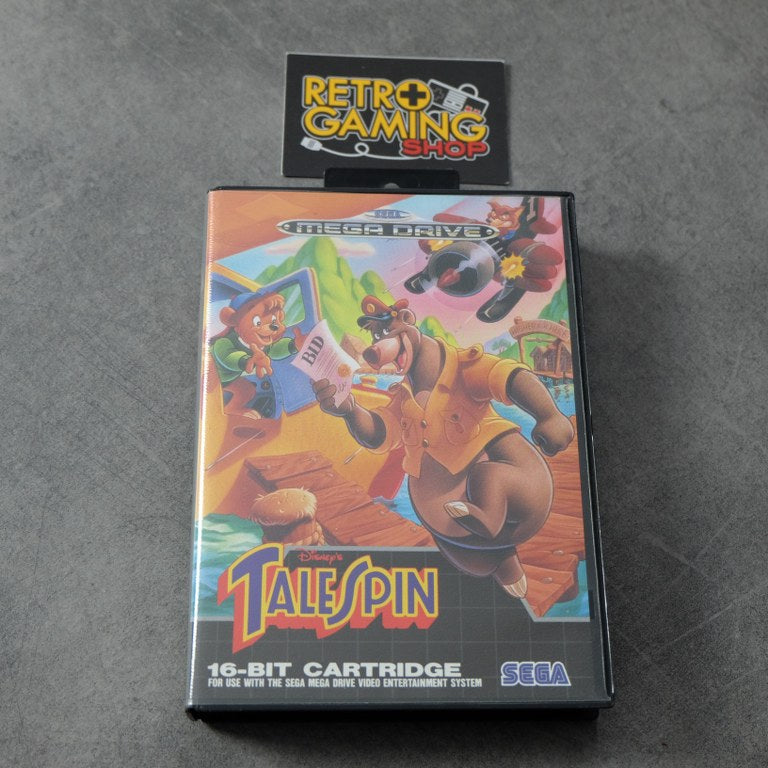 RETRO
GAMING
SHOP
SEGA
MEGA DRIVE
BID
Disney's
TALESPIN
16-BIT CARTRIDGE
FOR USE WITH THE SEGA MEGA DRIVE VIDEO ENTERTAINMENT SYSTEM
SEGA